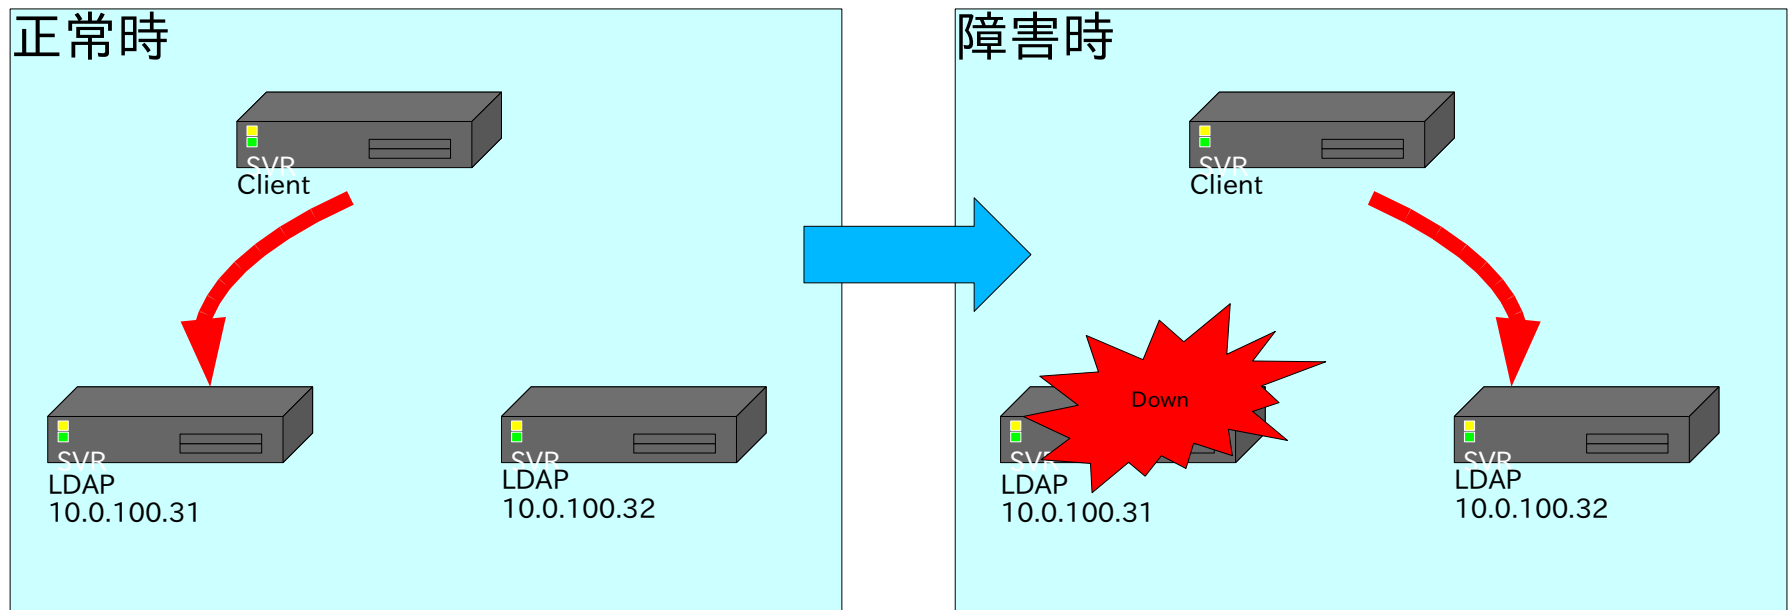 正常時
SVR
Client
SVR
LDAP
10.0.100.31
SVR
LDAP
10.0.100.32
障害時
SVR
Client
Down
SVR
LDAP
10.0.100.31
SVR
LDAP
10.0.100.32